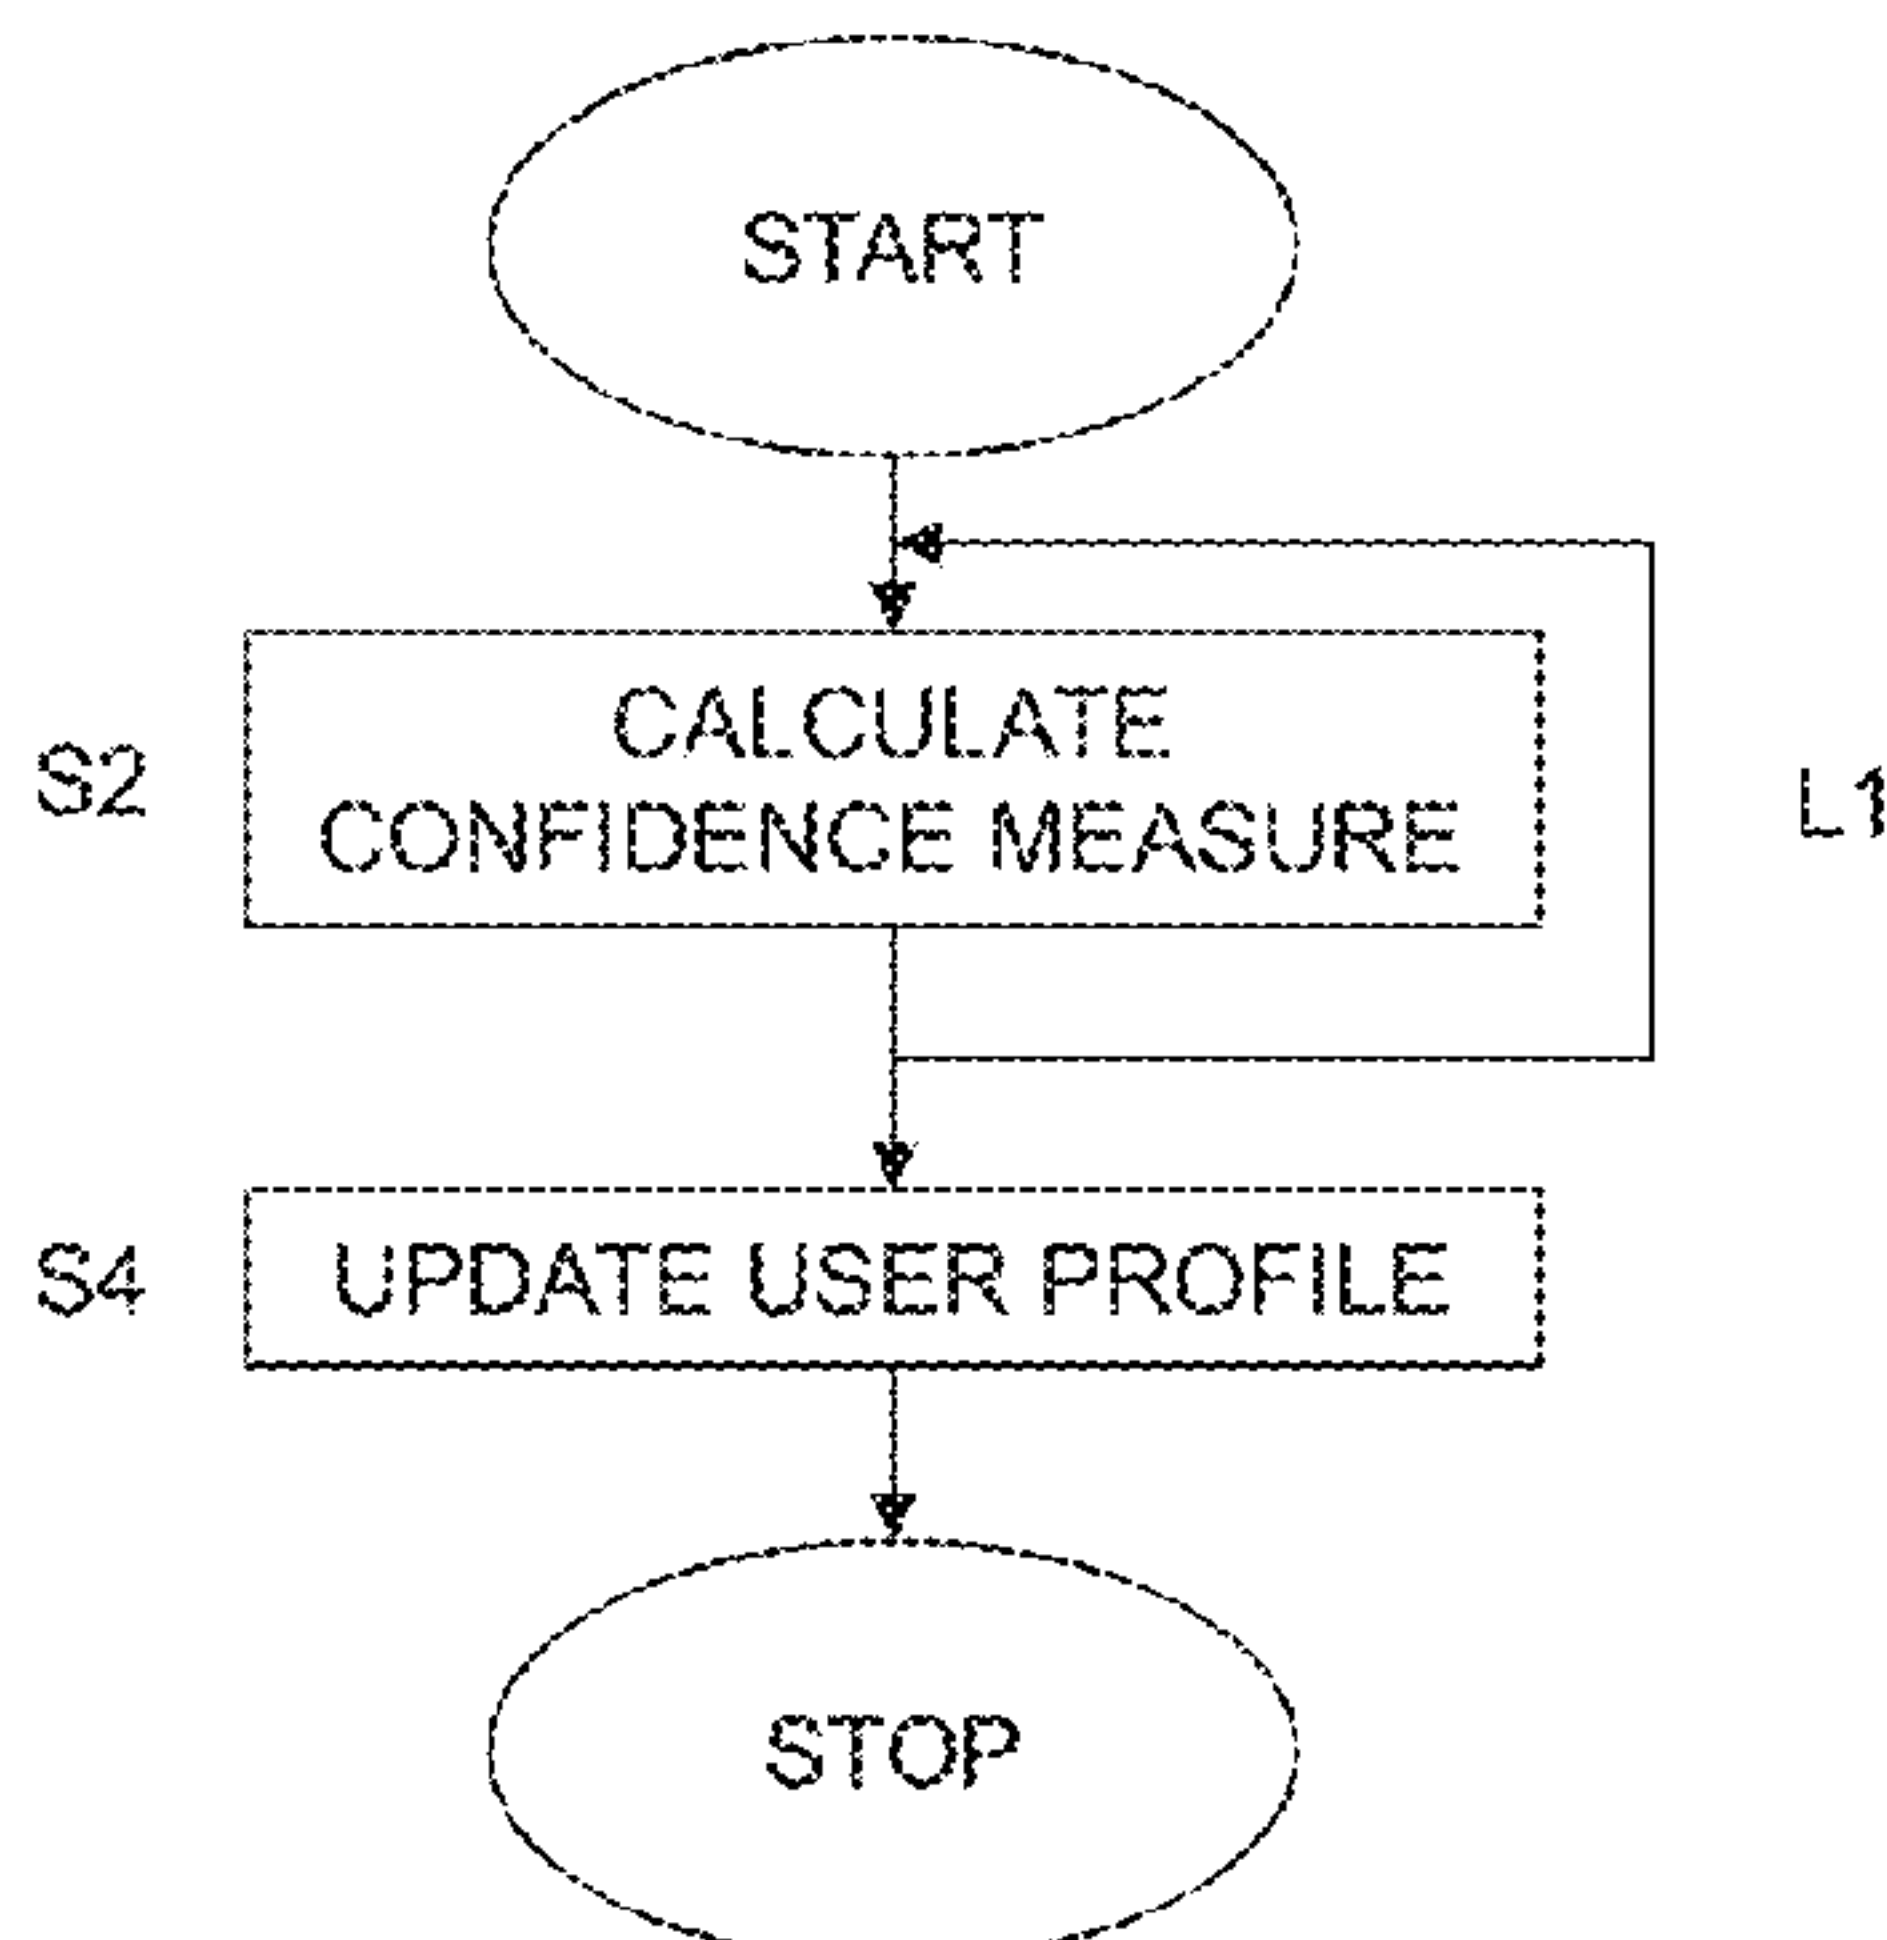 START
CALCULATE
CONFIDENCE MEASURE
S2
L1
S4
UPDATE USER PROFILE
STOP